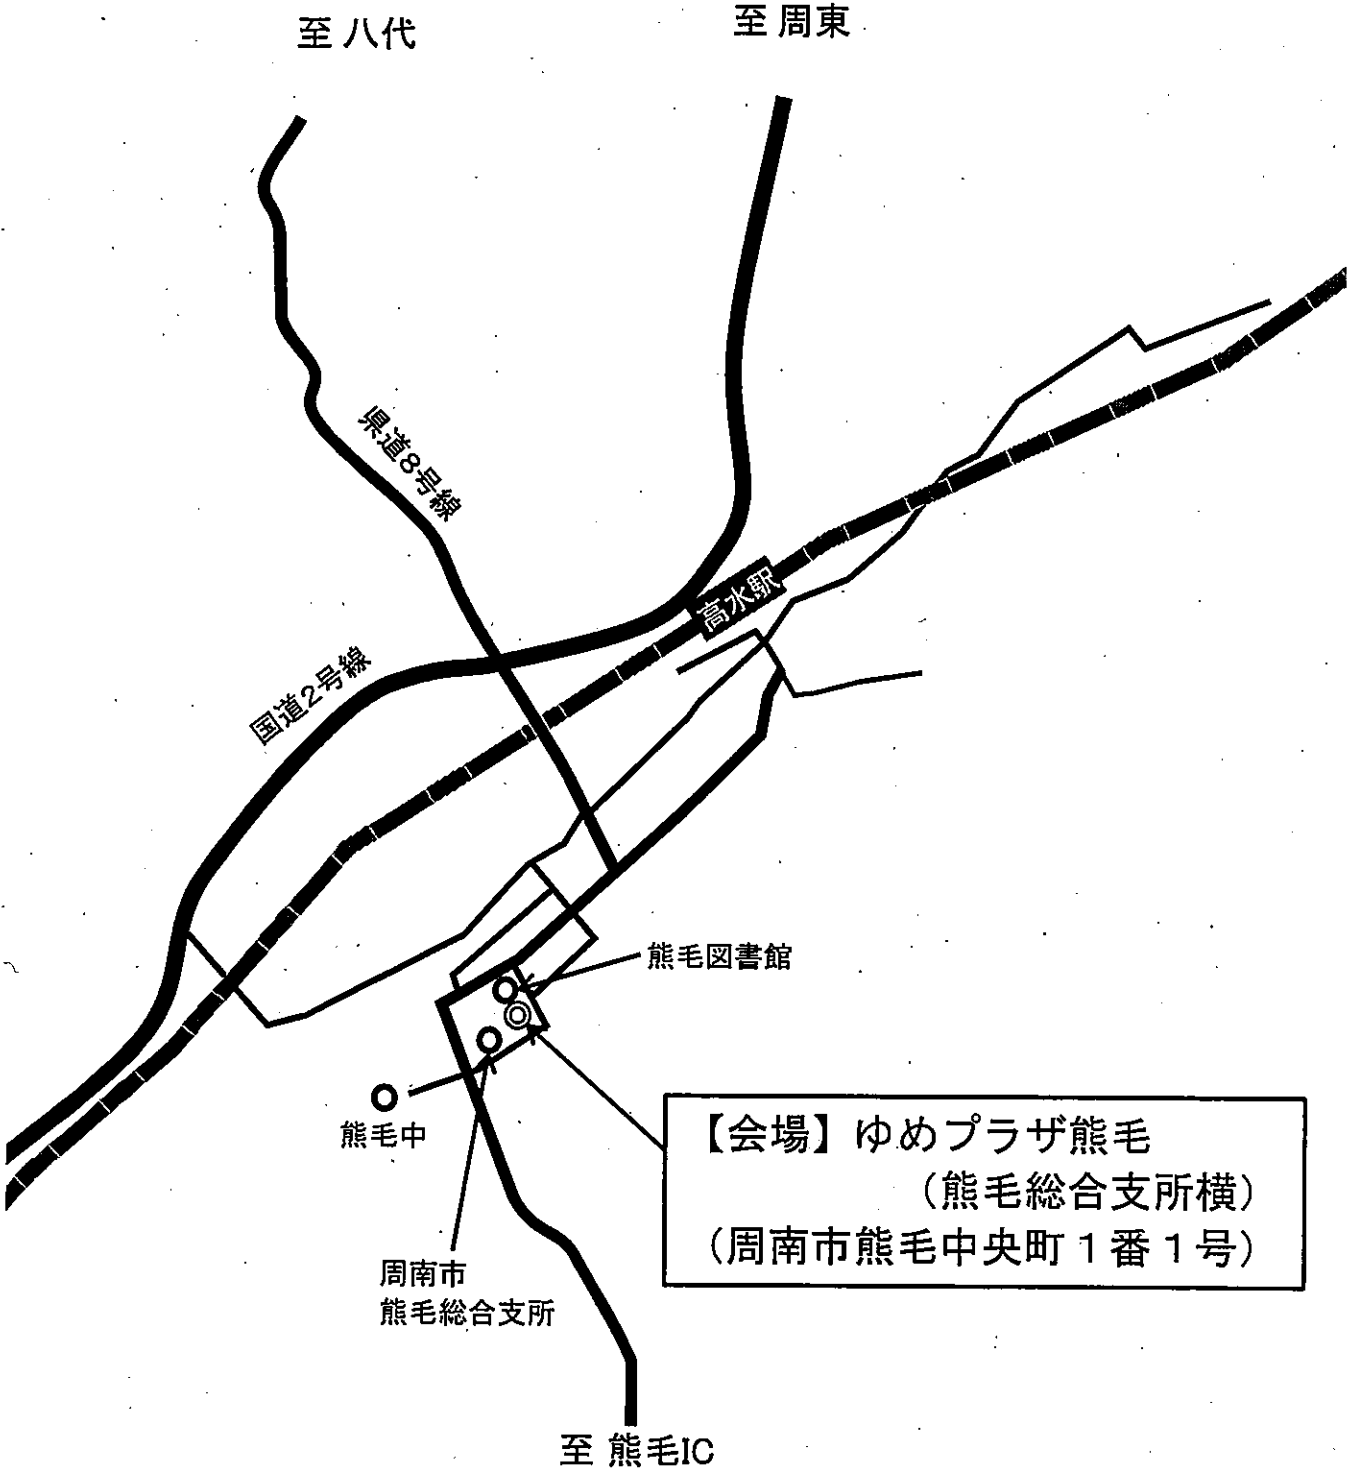 至 八代
至 周東
県道8号線
高水駅
国道2号線
熊毛図書館
熊毛中
【会場】ゆめプラザ熊毛
（熊毛総合支所横）
（周南市熊毛中央町１番１号）
周南市
熊毛総合支所
至 熊毛IC